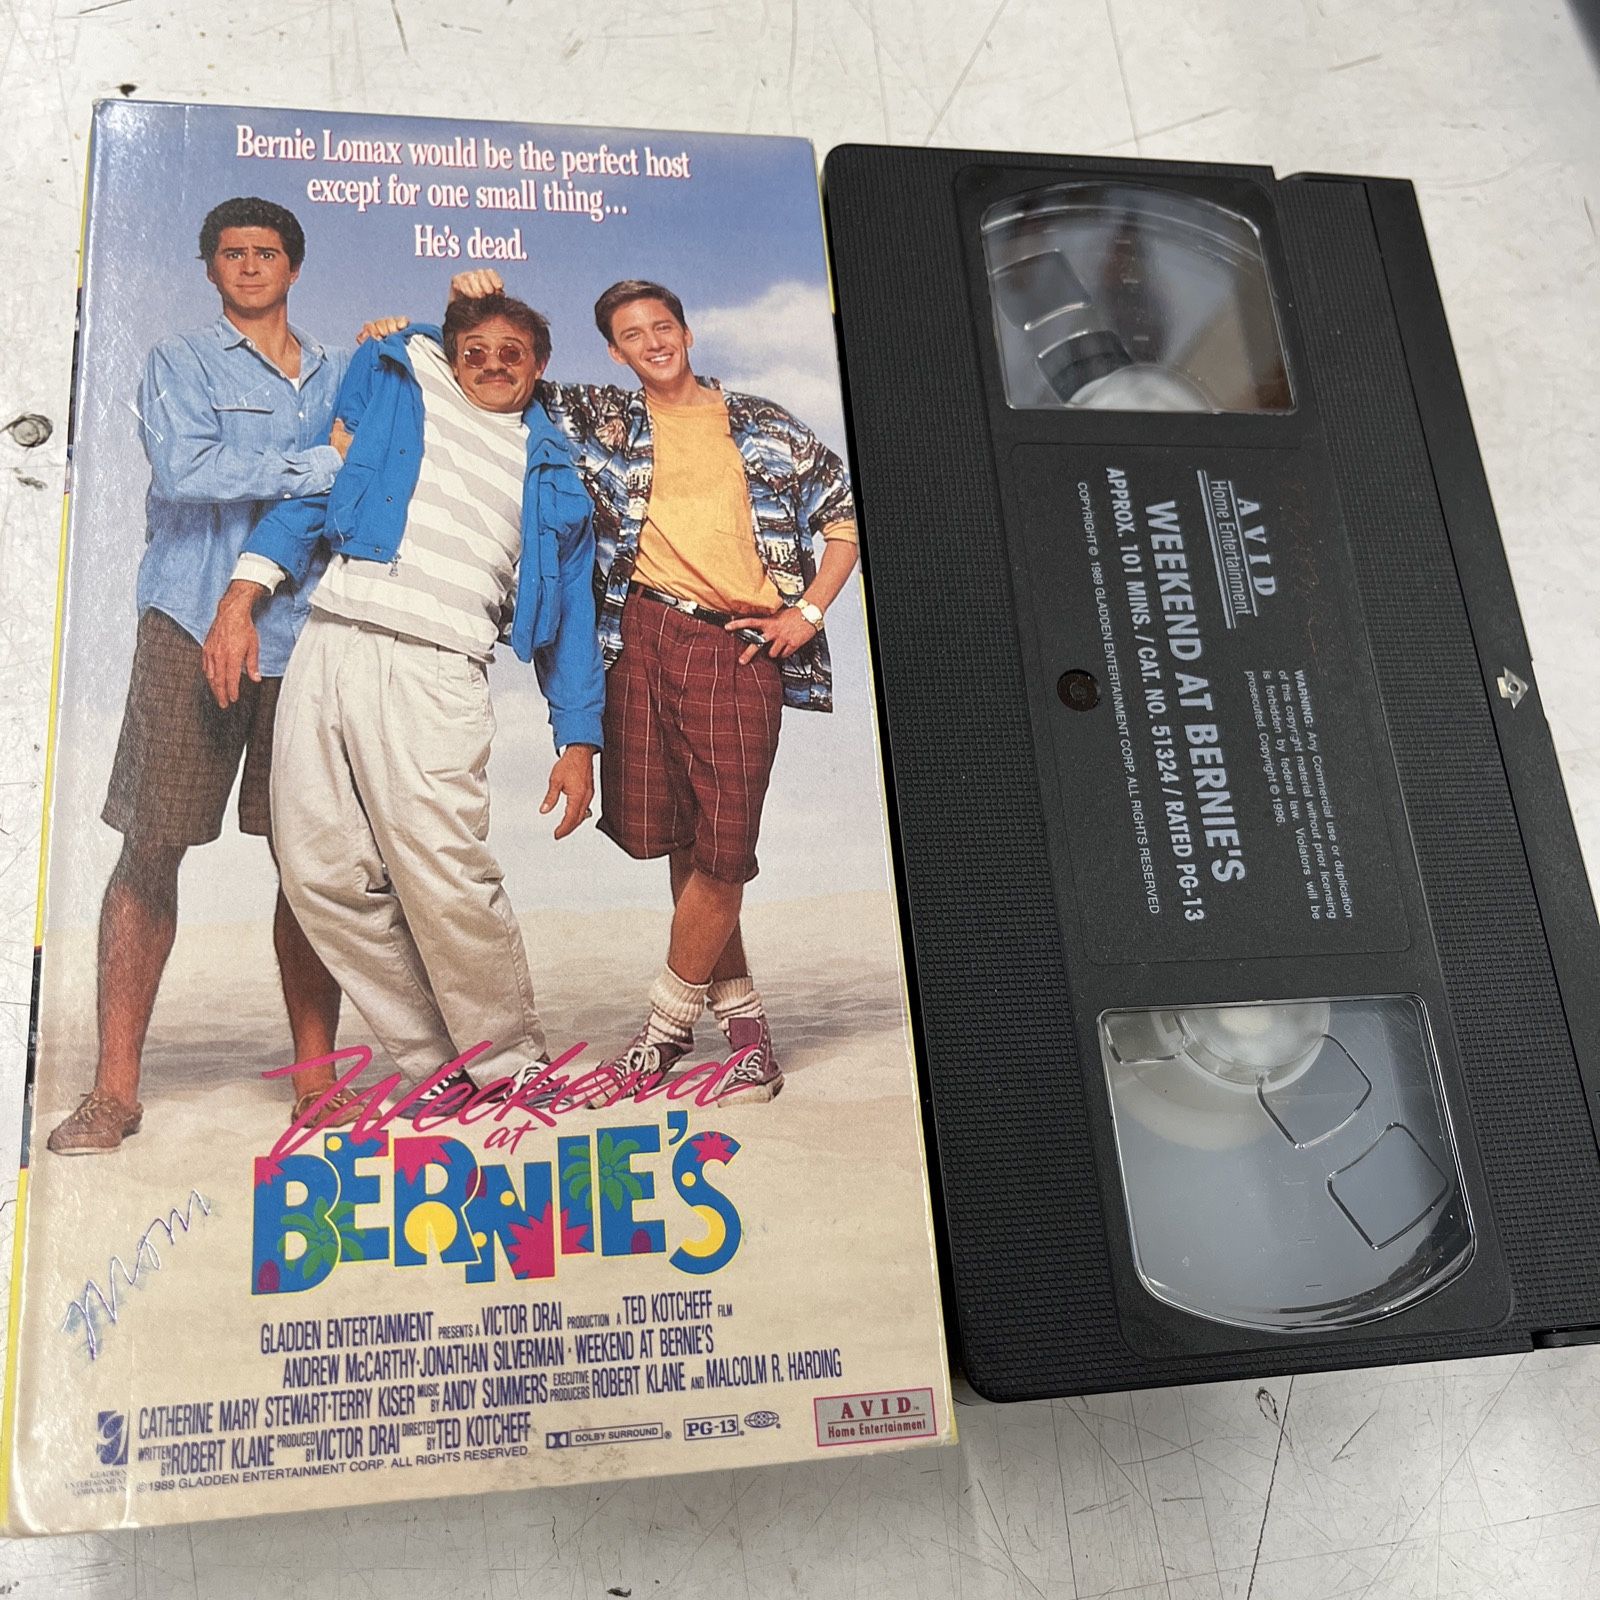 Bernie Lomax would be the perfect host
except for one small thing...
He's dead.
Weekend
at
BERNIE'S
mom
GLADDEN ENTERTAINMENT PRESENTS A VICTOR DRAI PRODUCTION A TED KOTCHEFF FILM
ANDREW McCARTHY · JONATHAN SILVERMAN · WEEKEND AT BERNIE'S
CATHERINE MARY STEWART · TERRY KISER MUSIC BY ANDY SUMMERS EXECUTIVE PRODUCERS ROBERT KLANE AND MALCOLM R. HARDING
WRITTEN BY ROBERT KLANE PRODUCED BY VICTOR DRAI DIRECTED BY TED KOTCHEFF
DOLBY SURROUND ®
PG-13 ®
AVID™
Home Entertainment
GLADDEN
ENTERTAINMENT
CORPORATION
©1989 GLADDEN ENTERTAINMENT CORP. ALL RIGHTS RESERVED
AVID
Home Entertainment
WEEKEND AT BERNIE'S
APPROX. 101 MINS. / CAT. NO. 51324 / RATED PG-13
COPYRIGHT © 1989 GLADDEN ENTERTAINMENT CORP. ALL RIGHTS RESERVED
WARNING: Any Commercial use or duplication
of this copyright material without prior licensing
is forbidden by federal law. Violators will be
prosecuted. Copyright © 1996.